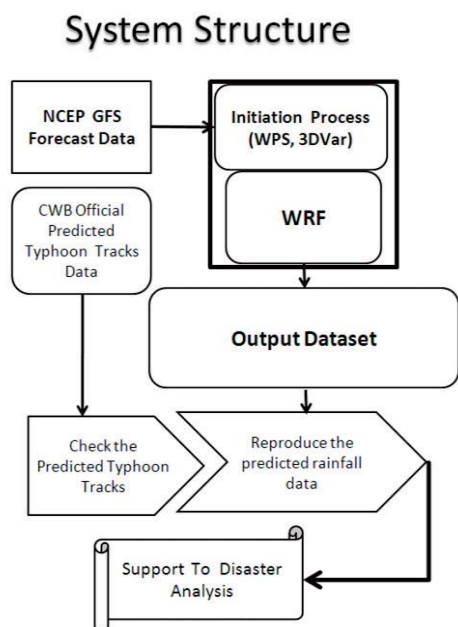 System Structure
NCEP GFS
Forecast Data
Initiation Process
(WPS, 3DVar)
CWB Official
Predicted
Typhoon Tracks
Data
WRF
Output Dataset
Check the
Predicted Typhoon
Tracks
Reproduce the
predicted rainfall
data
Support To Disaster
Analysis